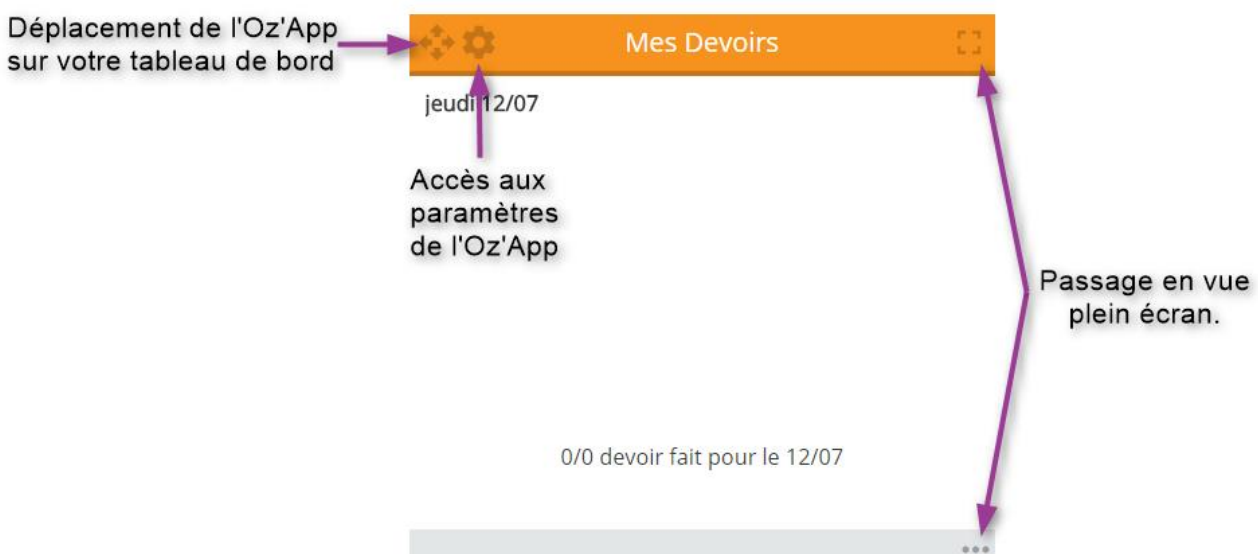 Déplacement de l'Oz'App
sur votre tableau de bord
Mes Devoirs
jeudi 12/07
Accès aux
paramètres
de l'Oz'App
Passage en vue
plein écran.
0/0 devoir fait pour le 12/07